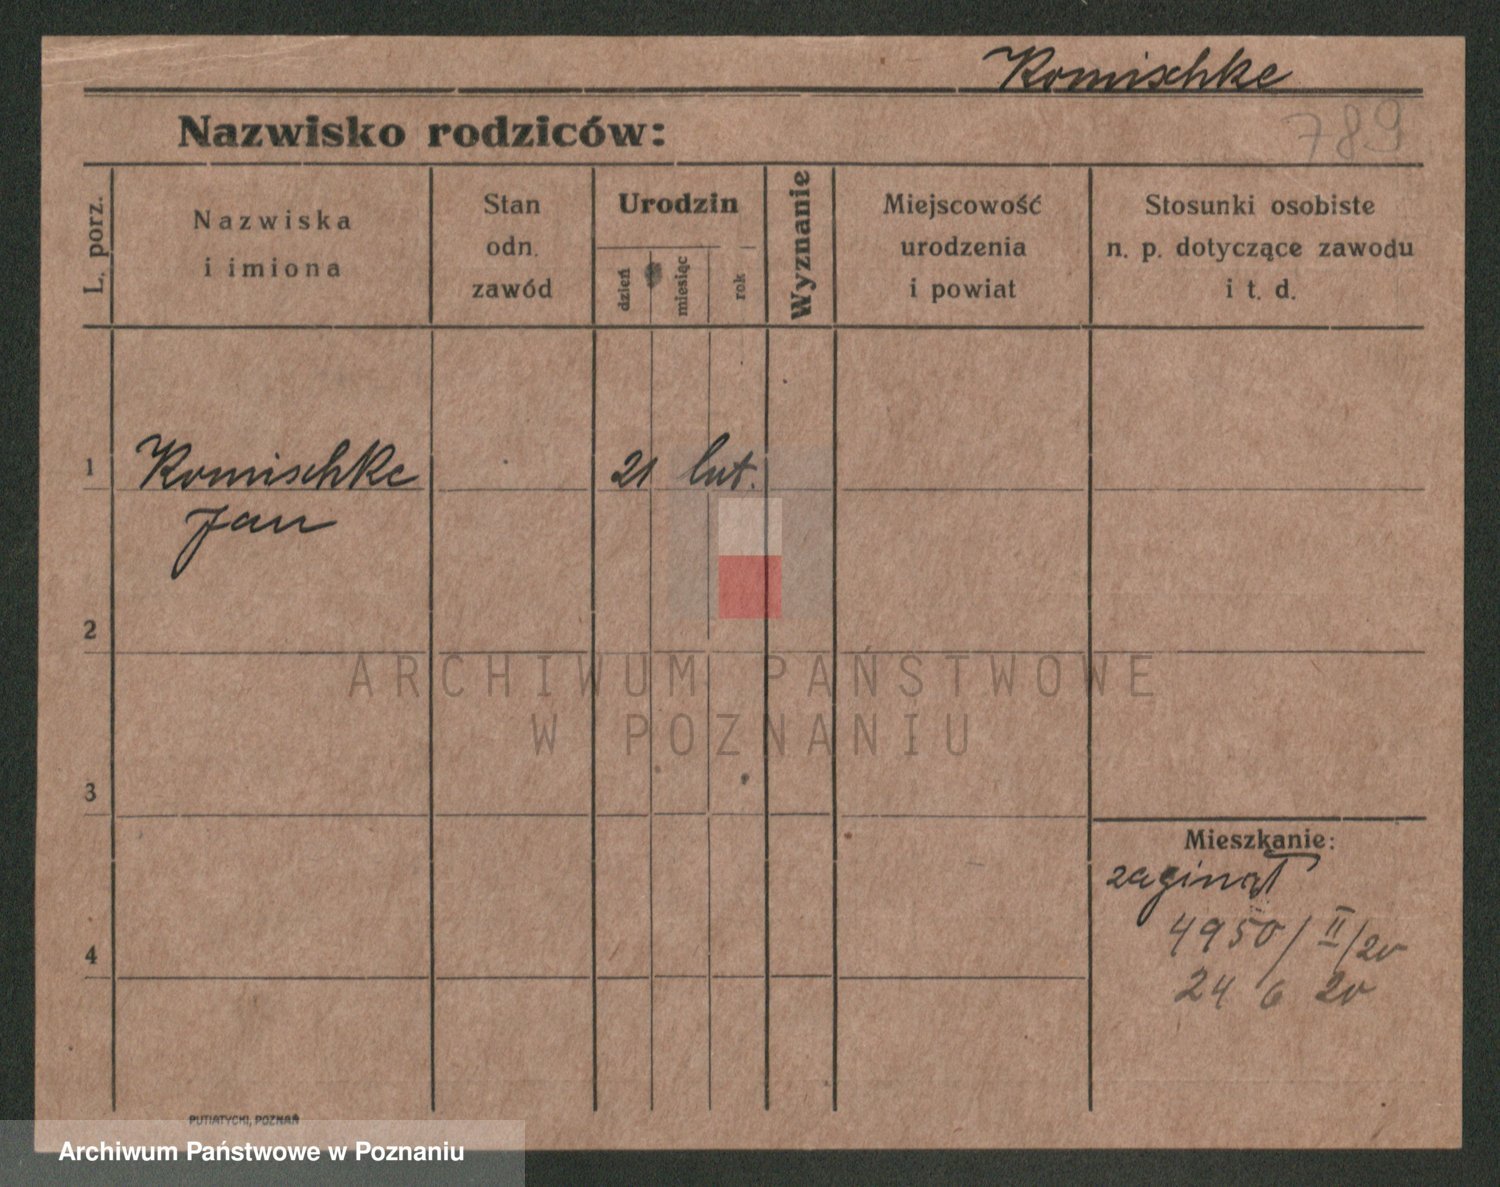 Komischke
Nazwisko rodziców:
789
L. porz.
Nazwiska
i imiona
Stan
odn.
zawód
Urodzin
dzień
miesiąc
rok
Wyznanie
Miejscowość
urodzenia
i powiat
Stosunki osobiste
n. p. dotyczące zawodu
i t. d.
1 Komischke 21 lut.
Jan
2
3
4
Mieszkanie:
zaginął
4950/II/20
24 6 20
ARCHIWUM PAŃSTWOWE
W POZNANIU
PUTIATYCKI, POZNAŃ
Archiwum Państwowe w Poznaniu